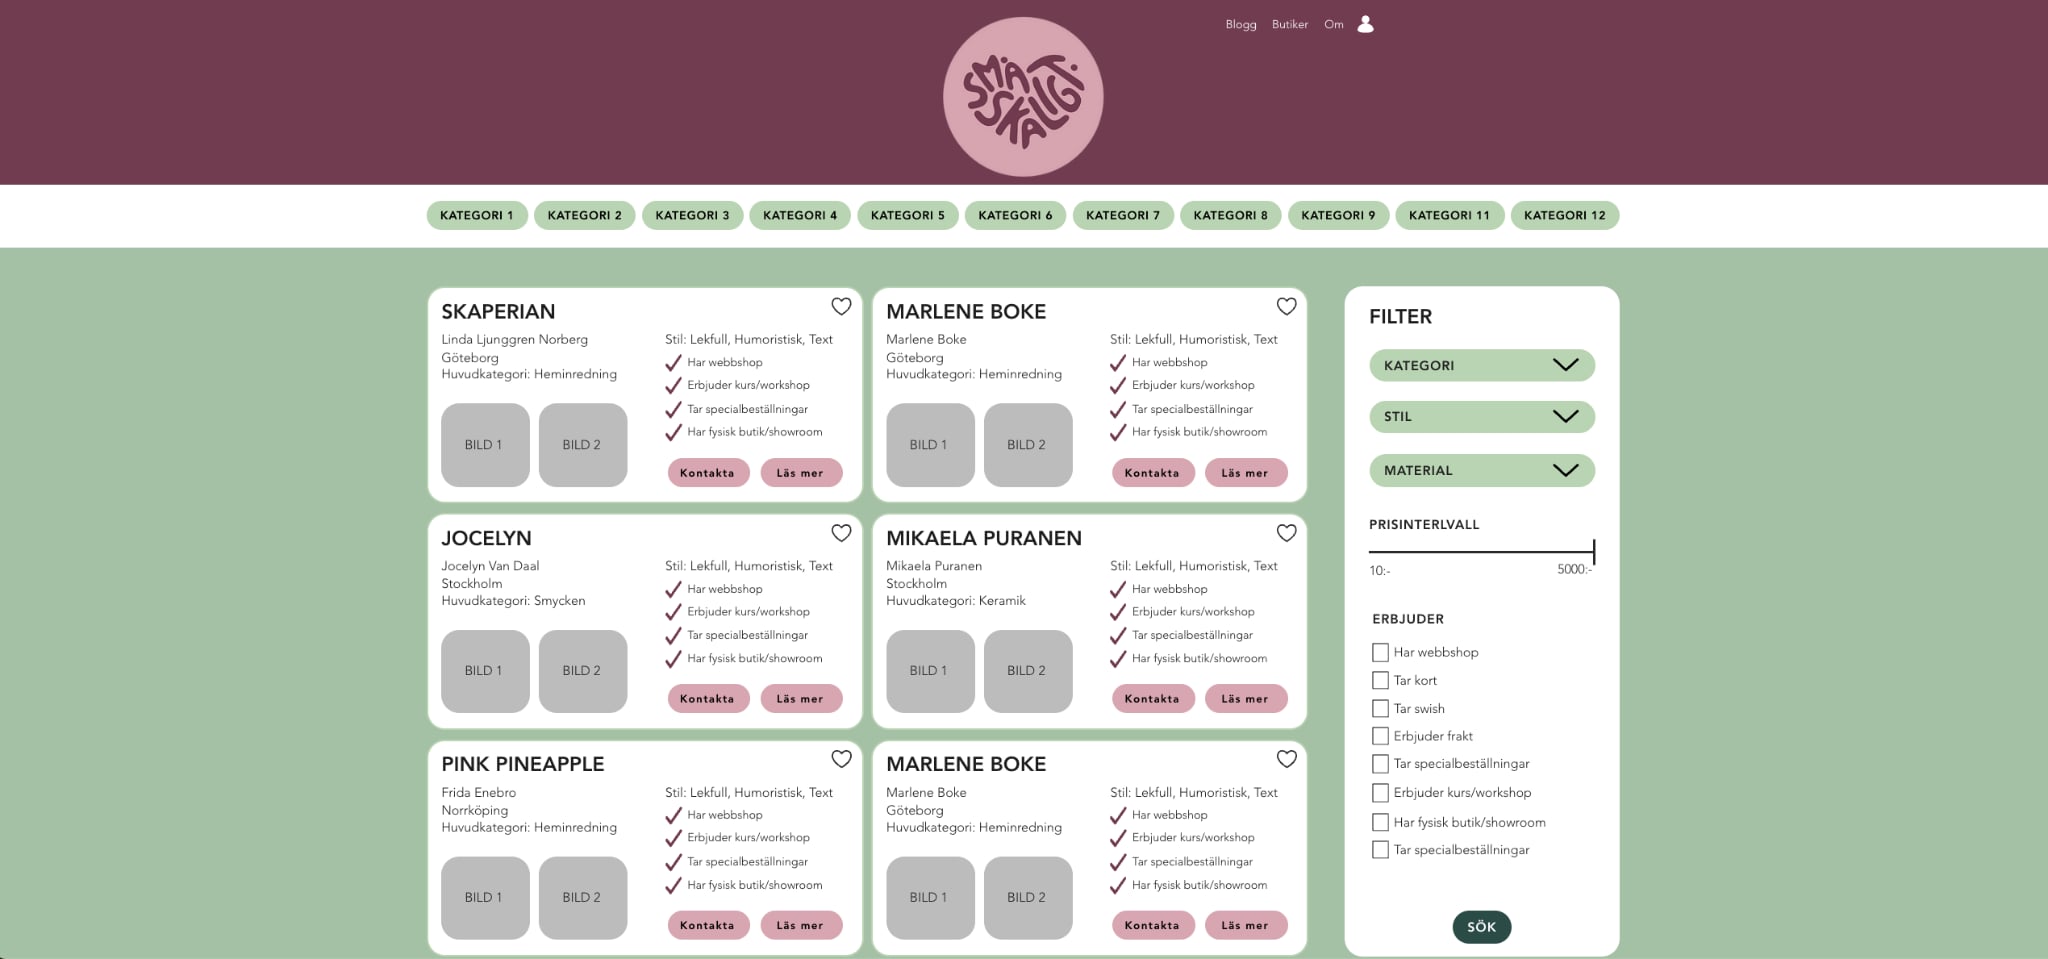 Blogg Butiker Om
SMÅTT.
SKALIGT
KATEGORI 1 KATEGORI 2 KATEGORI 3 KATEGORI 4 KATEGORI 5 KATEGORI 6 KATEGORI 7 KATEGORI 8 KATEGORI 9 KATEGORI 11 KATEGORI 12
SKAPERIAN
Linda Ljunggren Norberg
Göteborg
Huvudkategori: Heminredning
BILD 1 BILD 2
Stil: Lekfull, Humoristisk, Text
Har webbshop
Erbjuder kurs/workshop
Tar specialbeställningar
Har fysisk butik/showroom
Kontakta Läs mer
MARLENE BOKE
Marlene Boke
Göteborg
Huvudkategori: Heminredning
BILD 1 BILD 2
Stil: Lekfull, Humoristisk, Text
Har webbshop
Erbjuder kurs/workshop
Tar specialbeställningar
Har fysisk butik/showroom
Kontakta Läs mer
JOCELYN
Jocelyn Van Daal
Stockholm
Huvudkategori: Smycken
BILD 1 BILD 2
Stil: Lekfull, Humoristisk, Text
Har webbshop
Erbjuder kurs/workshop
Tar specialbeställningar
Har fysisk butik/showroom
Kontakta Läs mer
MIKAELA PURANEN
Mikaela Puranen
Stockholm
Huvudkategori: Keramik
BILD 1 BILD 2
Stil: Lekfull, Humoristisk, Text
Har webbshop
Erbjuder kurs/workshop
Tar specialbeställningar
Har fysisk butik/showroom
Kontakta Läs mer
PINK PINEAPPLE
Frida Enebro
Norrköping
Huvudkategori: Heminredning
BILD 1 BILD 2
Stil: Lekfull, Humoristisk, Text
Har webbshop
Erbjuder kurs/workshop
Tar specialbeställningar
Har fysisk butik/showroom
Kontakta Läs mer
MARLENE BOKE
Marlene Boke
Göteborg
Huvudkategori: Heminredning
BILD 1 BILD 2
Stil: Lekfull, Humoristisk, Text
Har webbshop
Erbjuder kurs/workshop
Tar specialbeställningar
Har fysisk butik/showroom
Kontakta Läs mer
FILTER
KATEGORI
STIL
MATERIAL
PRISINTERLVALL
10:- 5000:-
ERBJUDER
Har webbshop
Tar kort
Tar swish
Erbjuder frakt
Tar specialbeställningar
Erbjuder kurs/workshop
Har fysisk butik/showroom
Tar specialbeställningar
SÖK